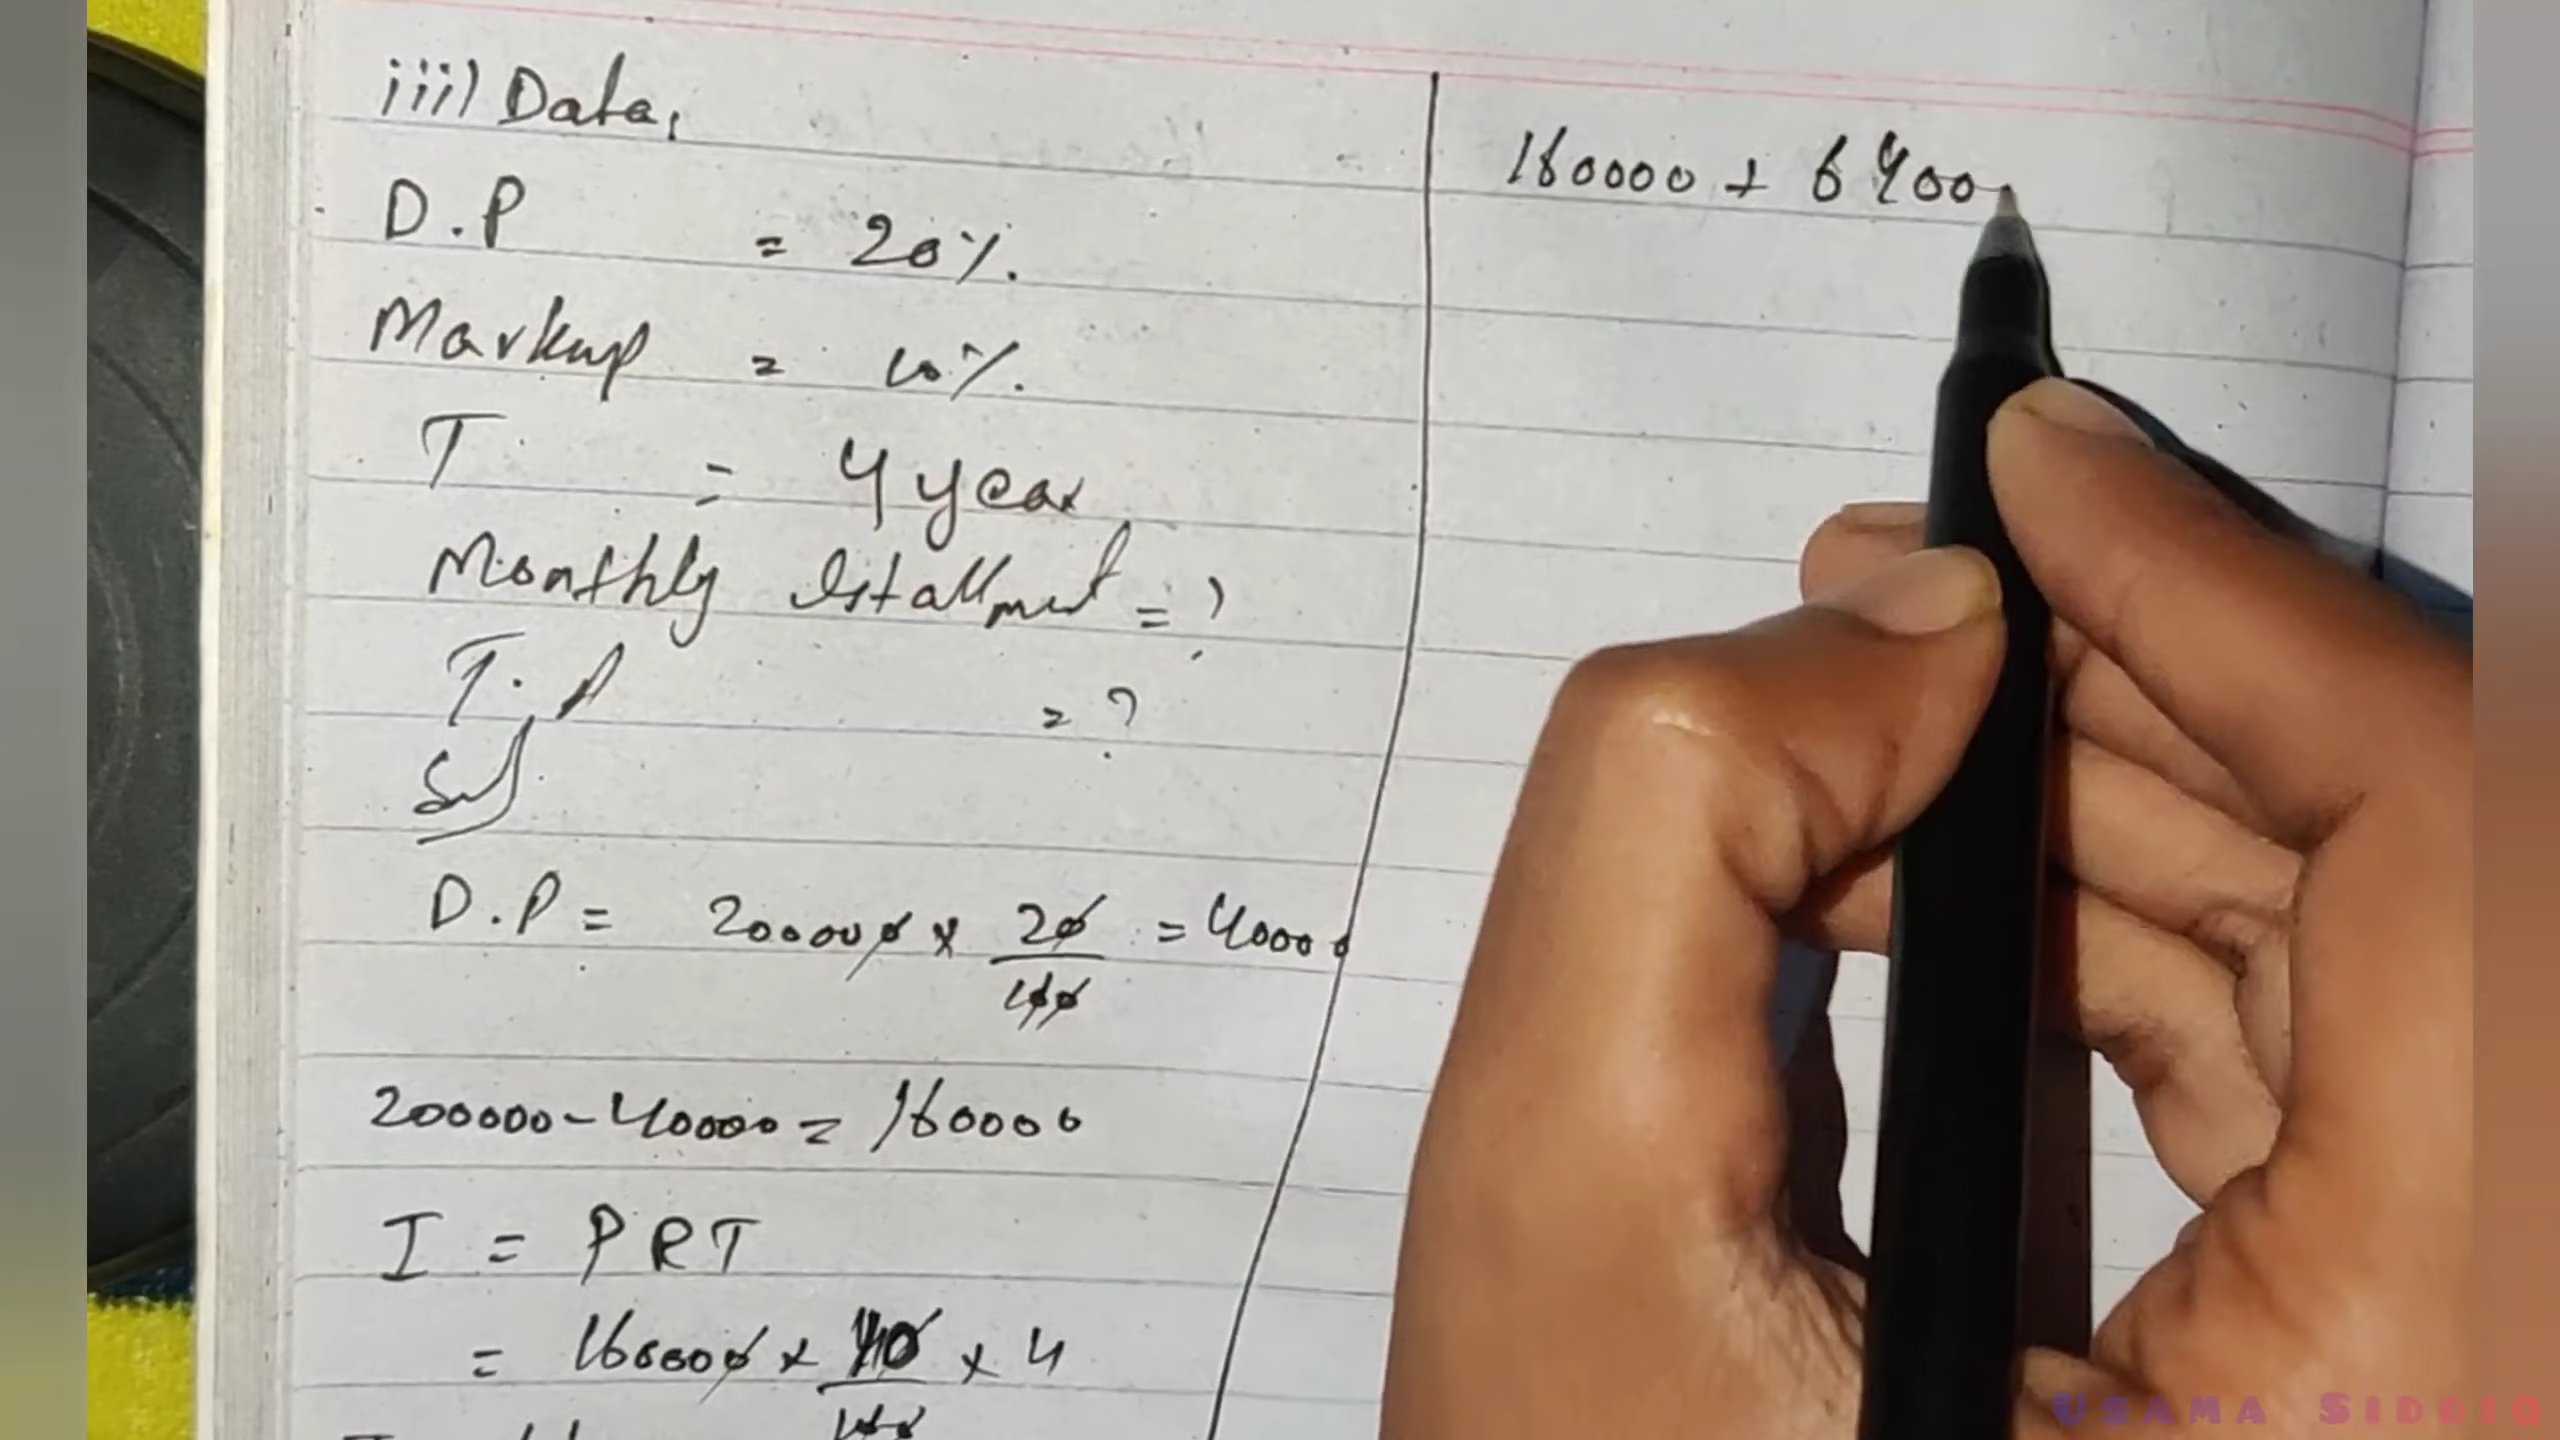 iii) Data,
D.P = 20%.
Markup = 10%.
T = 4 year
Monthly Istallment = ?
T.P = ?
Sol
D.P = 200000 x 20/100 = 40000
200000 - 40000 = 160000
I = PRT
= 160000 x 10/100 x 4
160000 + 6400
USAMA SIDDIQ